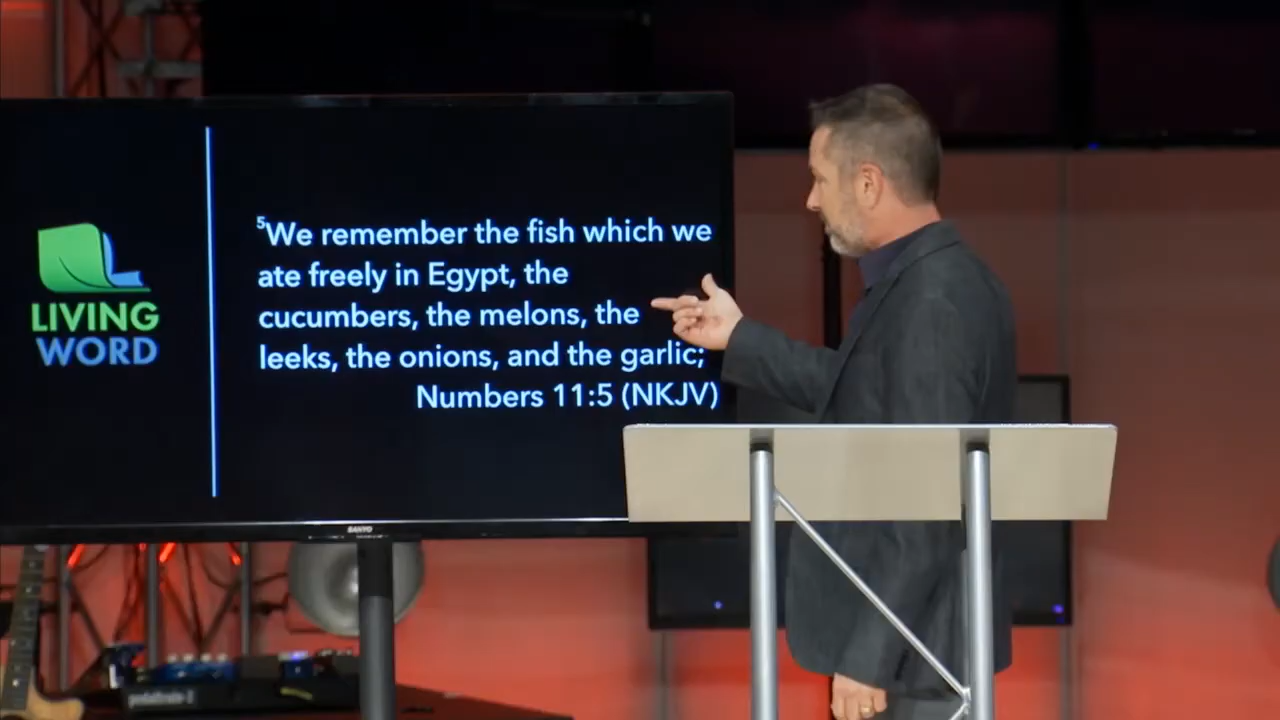 LIVING
WORD
⁵We remember the fish which we
ate freely in Egypt, the
cucumbers, the melons, the
leeks, the onions, and the garlic;
Numbers 11:5 (NKJV)
SANYO